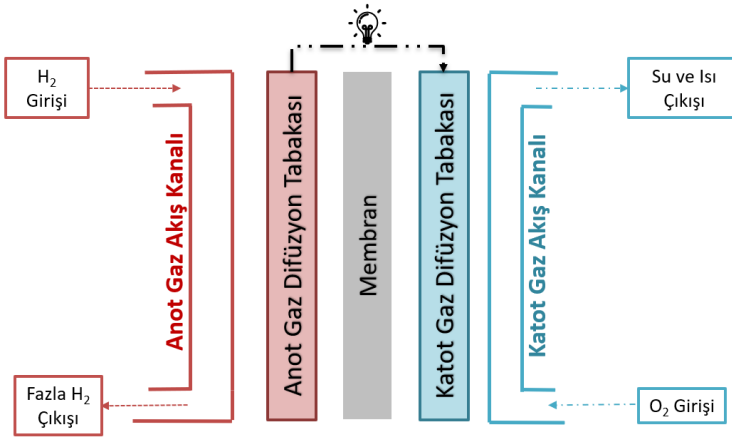 H₂
Girişi
Anot Gaz Akış Kanalı
Fazla H₂
Çıkışı
Anot Gaz Difüzyon Tabakası
Membran
Katot Gaz Difüzyon Tabakası
Katot Gaz Akış Kanalı
Su ve Isı
Çıkışı
O₂ Girişi